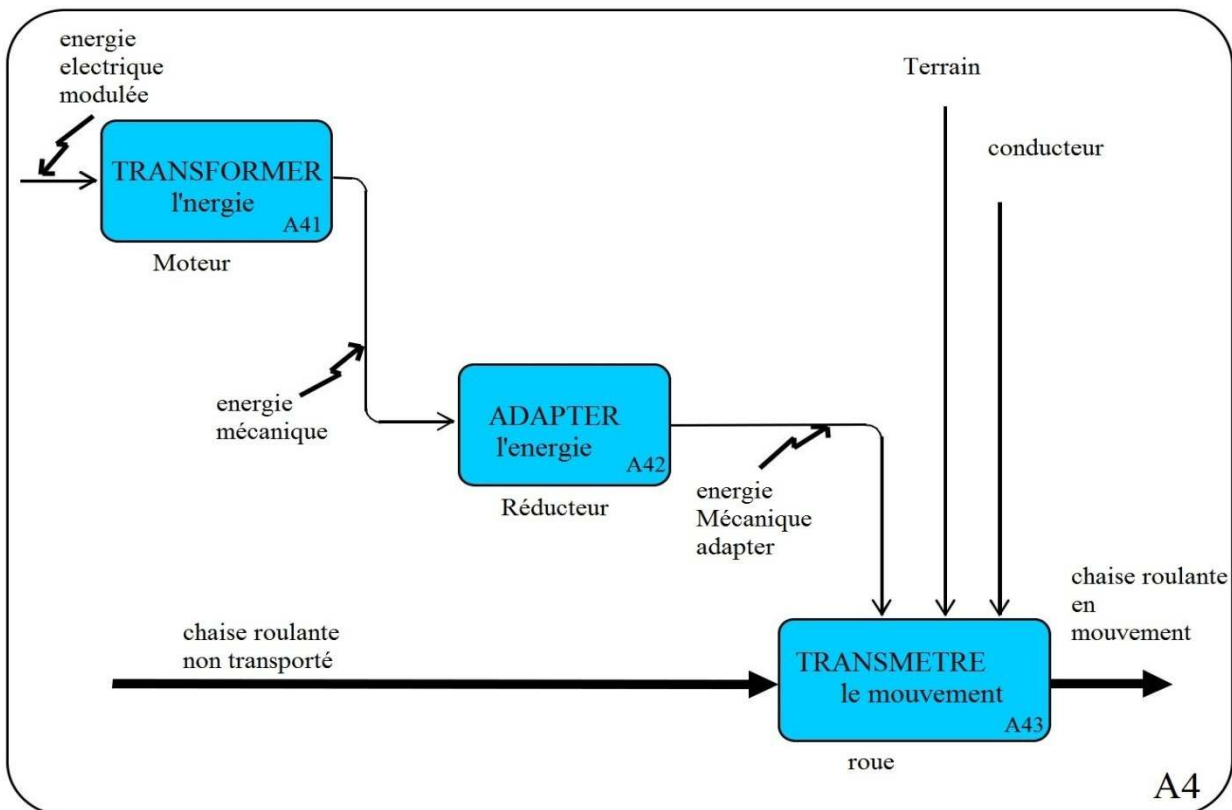 energie
electrique
modulée
Terrain
conducteur
TRANSFORMER
l'nergie
A41
Moteur
energie
mécanique
ADAPTER
l'energie
A42
Réducteur
energie
Mécanique
adapter
chaise roulante
non transporté
chaise roulante
en
mouvement
TRANSMETRE
le mouvement
A43
roue
A4